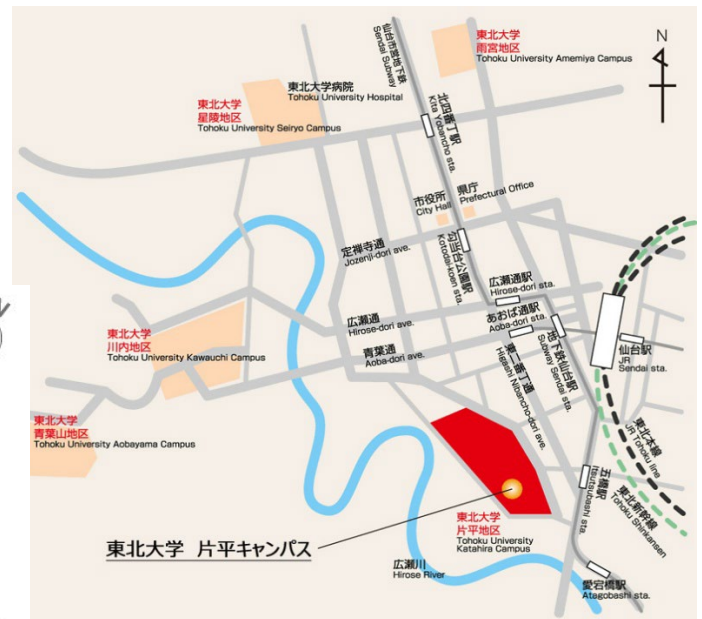 N
東北大学
雨宮地区
Tohoku University Amemiya Campus
仙台市営地下鉄
Sendai Subway
東北大学病院
Tohoku University Hospital
東北大学
星陵地区
Tohoku University Seiryo Campus
北四番丁駅
Kita Yobancho sta.
市役所
City Hall
県庁
Prefectural Office
定禅寺通
Jozenji-dori ave.
勾当台公園駅
Kotodai-koen sta.
広瀬通駅
Hirose-dori sta.
広瀬通
Hirose-dori ave.
あおば通駅
Aoba-dori sta.
東北大学
川内地区
Tohoku University Kawauchi Campus
青葉通
Aoba-dori ave.
東二番丁通
Higashi Nibancho-dori ave.
地下鉄仙台駅
Subway Sendai sta.
仙台駅
JR
Sendai sta.
東北大学
青葉山地区
Tohoku University Aobayama Campus
東北本線
JR Tohoku line
東北新幹線
Tohoku Shinkansen
五橋駅
Itsutsubashi sta.
東北大学
片平地区
Tohoku University
Katahira Campus
東北大学 片平キャンパス
広瀬川
Hirose River
愛宕橋駅
Atagobashi sta.